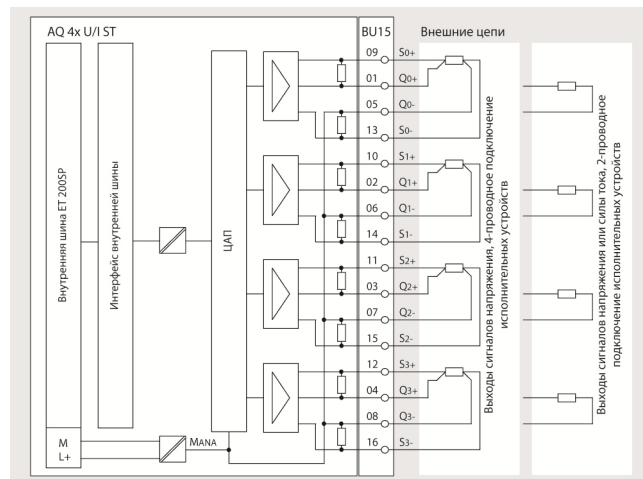 AQ 4x U/I ST
BU15
Внешние цепи
Внутренняя шина ET 200SP
Интерфейс внутренней шины
ЦАП
09 S0+
01 Q0+
05 Q0-
13 S0-
10 S1+
02 Q1+
06 Q1-
14 S1-
11 S2+
03 Q2+
07 Q2-
15 S2-
12 S3+
04 Q3+
08 Q3-
16 S3-
M
L+
MANA
Выходы сигналов напряжения, 4-проводное подключение
исполнительных устройств
Выходы сигналов напряжения или силы тока, 2-проводное
подключение исполнительных устройств